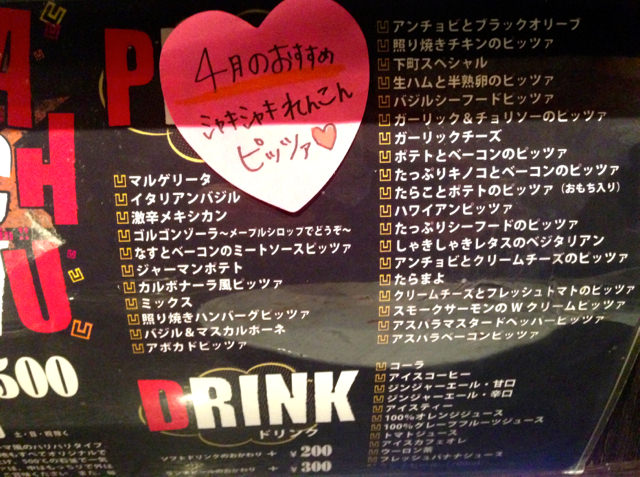 4月のおすすめ
シャキシャキれんこん
ピッツァ
マルゲリータ
イタリアンバジル
激辛メキシカン
ゴルゴンゾーラ〜メープルシロップでどうぞ〜
なすとベーコンのミートソースピッツァ
ジャーマンポテト
カルボナーラ風ピッツァ
ミックス
照り焼きハンバーグピッツァ
バジル&マスカルポーネ
アボカドピッツァ
アンチョビとブラックオリーブ
照り焼きチキンのピッツァ
下町スペシャル
生ハムと半熟卵のピッツァ
バジルシーフードピッツァ
ガーリック&チョリソーのピッツァ
ガーリックチーズ
ポテトとベーコンのピッツァ
たっぷりキノコとベーコンのピッツァ
たらことポテトのピッツァ(おもち入り)
ハワイアンピッツァ
たっぷりシーフードのピッツァ
しゃきしゃきレタスのベジタリアン
アンチョビとクリームチーズのピッツァ
たらまよ
クリームチーズとフレッシュトマトのピッツァ
スモークサーモンのWクリームピッツァ
アスパラマスタードペッパーピッツァ
アスパラベーコンピッツァ
500
DRINK
ドリンク
ソフトドリンクのおかわり + ¥200
+ ¥300
コーラ
アイスコーヒー
ジンジャーエール・甘口
ジンジャーエール・辛口
アイスティー
100%オレンジジュース
100%グレープフルーツジュース
トマトジュース
アイスカフェオレ
ウーロン茶
フレッシュバナナジュース